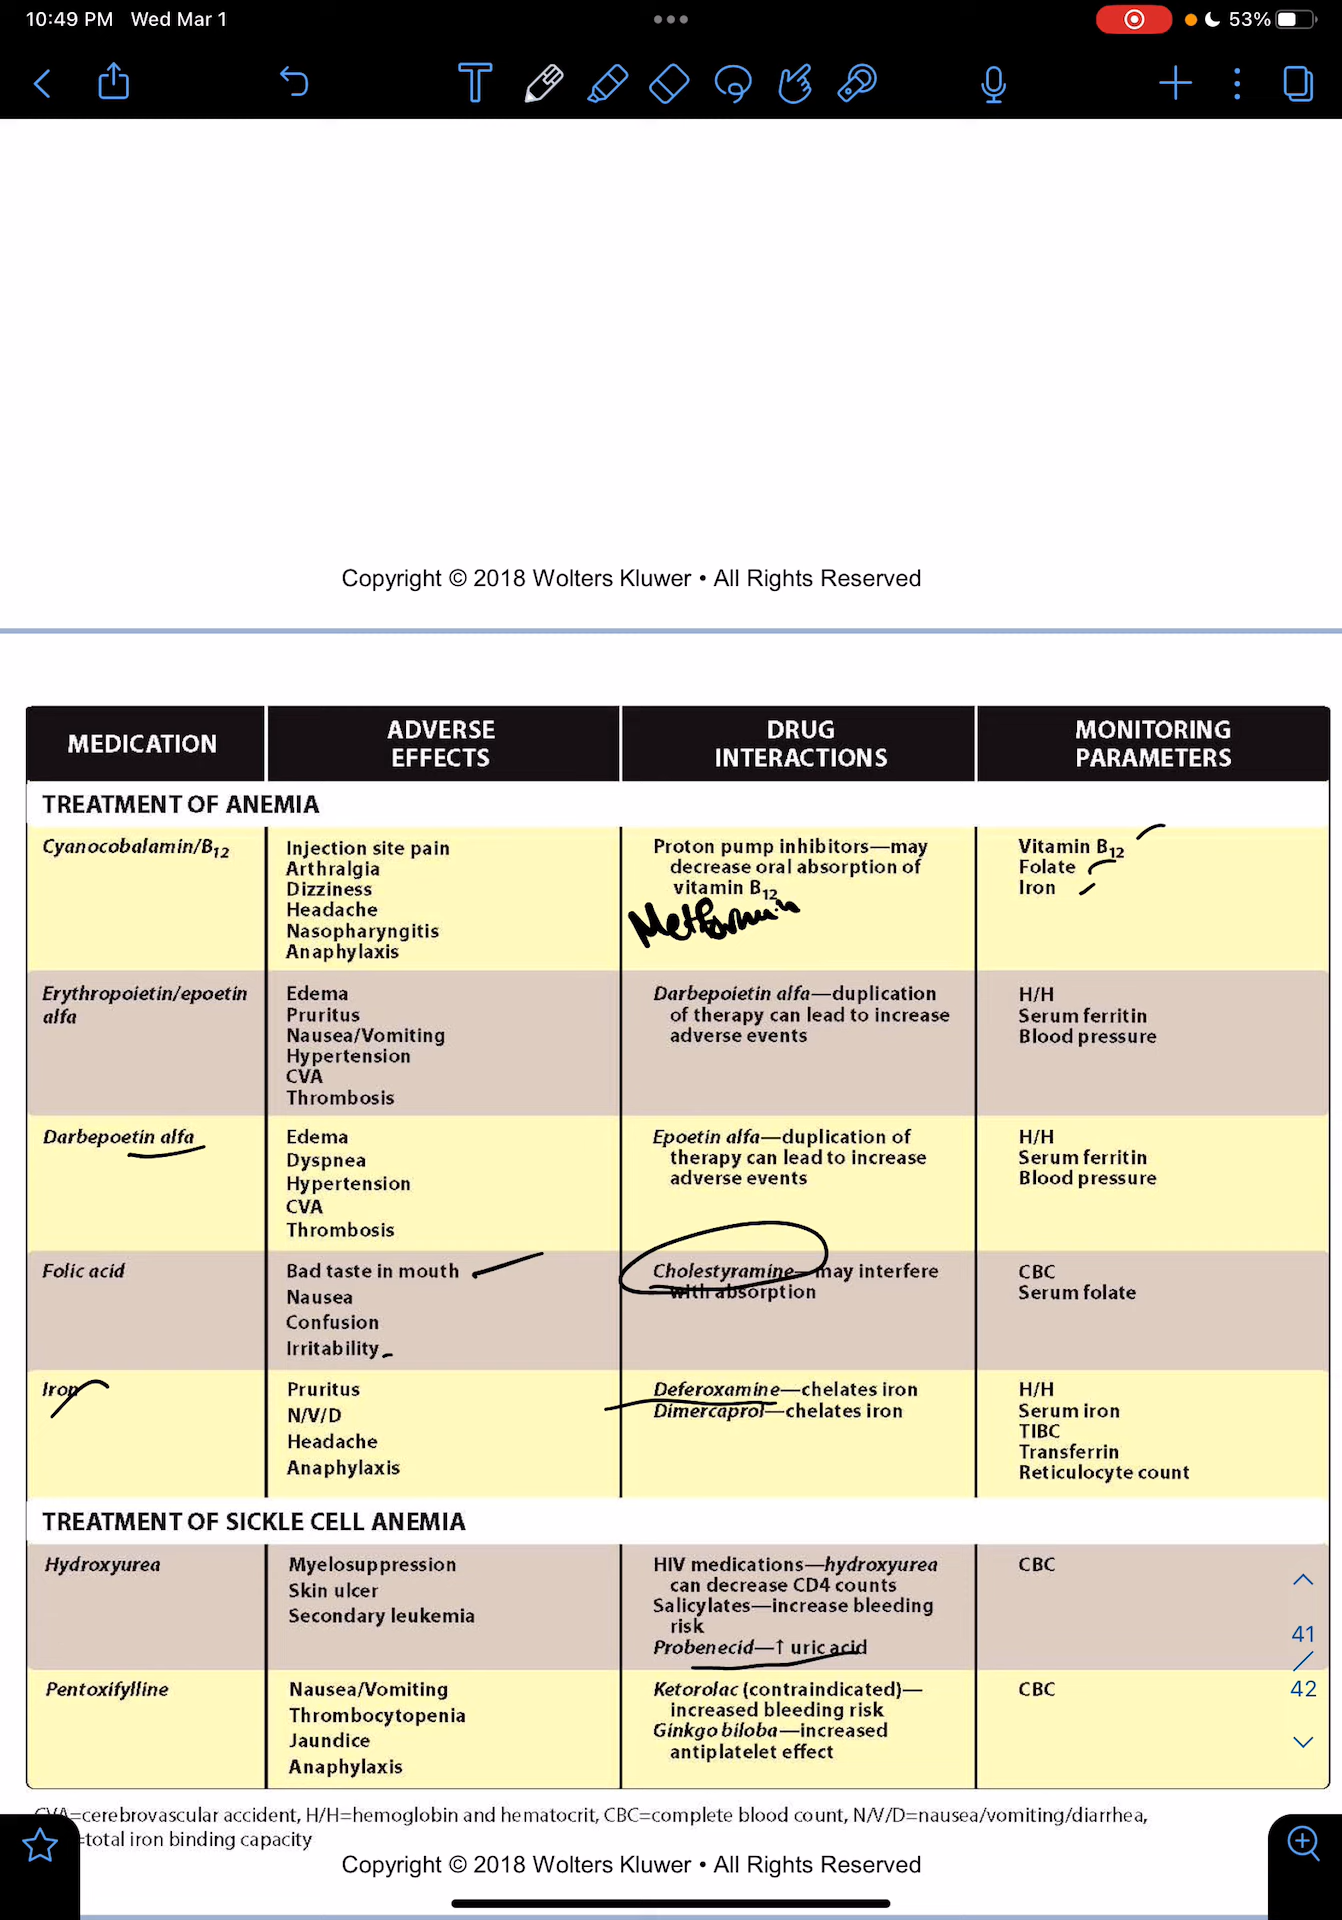 10:49 PM Wed Mar 1
53%
Copyright © 2018 Wolters Kluwer • All Rights Reserved
MEDICATION
ADVERSE
EFFECTS
DRUG
INTERACTIONS
MONITORING
PARAMETERS
TREATMENT OF ANEMIA
Cyanocobalamin/B12
Injection site pain
Arthralgia
Dizziness
Headache
Nasopharyngitis
Anaphylaxis
Proton pump inhibitors—may
decrease oral absorption of
vitamin B12
Metformin
Vitamin B12
Folate
Iron
Erythropoietin/epoetin
alfa
Edema
Pruritus
Nausea/Vomiting
Hypertension
CVA
Thrombosis
Darbepoietin alfa—duplication
of therapy can lead to increase
adverse events
H/H
Serum ferritin
Blood pressure
Darbepoetin alfa
Edema
Dyspnea
Hypertension
CVA
Thrombosis
Epoetin alfa—duplication of
therapy can lead to increase
adverse events
H/H
Serum ferritin
Blood pressure
Folic acid
Bad taste in mouth
Nausea
Confusion
Irritability
Cholestyramine—may interfere
with absorption
CBC
Serum folate
Iron
Pruritus
N/V/D
Headache
Anaphylaxis
Deferoxamine—chelates iron
Dimercaprol—chelates iron
H/H
Serum iron
TIBC
Transferrin
Reticulocyte count
TREATMENT OF SICKLE CELL ANEMIA
Hydroxyurea
Myelosuppression
Skin ulcer
Secondary leukemia
HIV medications—hydroxyurea
can decrease CD4 counts
Salicylates—increase bleeding
risk
Probenecid—↑ uric acid
CBC
41
/
42
Pentoxifylline
Nausea/Vomiting
Thrombocytopenia
Jaundice
Anaphylaxis
Ketorolac (contraindicated)—
increased bleeding risk
Ginkgo biloba—increased
antiplatelet effect
CBC
CVA=cerebrovascular accident, H/H=hemoglobin and hematocrit, CBC=complete blood count, N/V/D=nausea/vomiting/diarrhea,
=total iron binding capacity
Copyright © 2018 Wolters Kluwer • All Rights Reserved